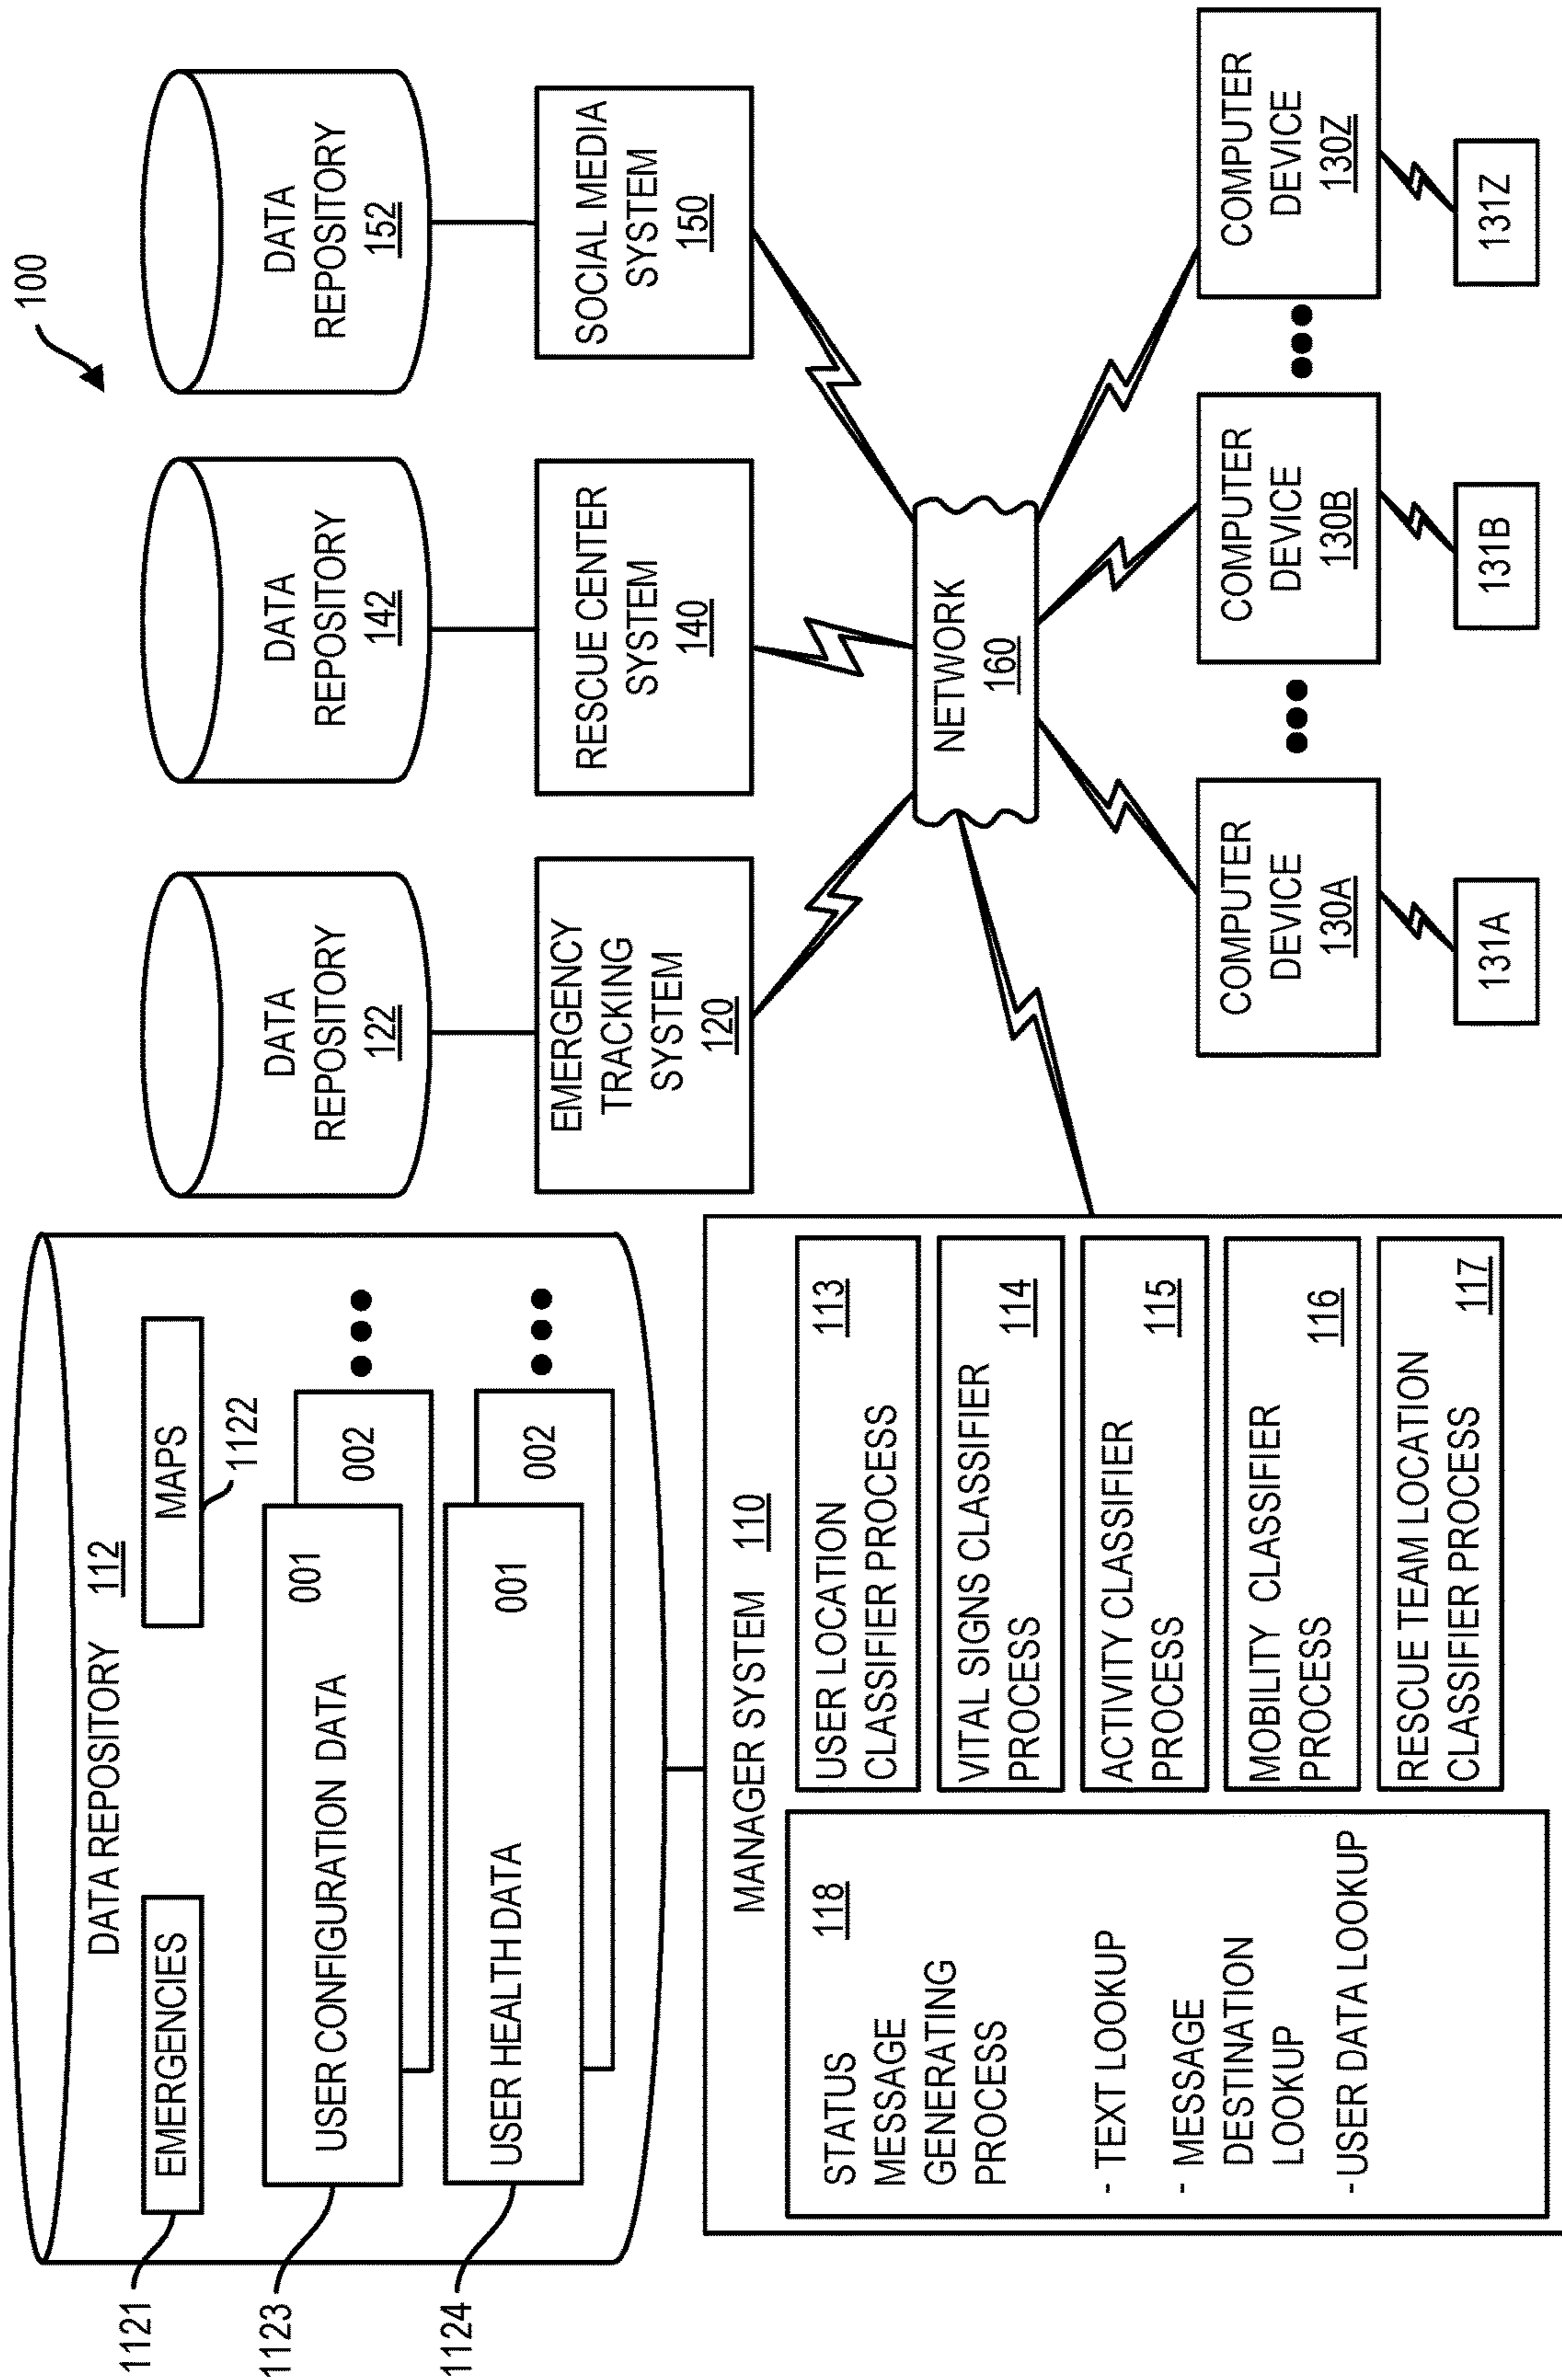 100
DATA REPOSITORY 112
EMERGENCIES
MAPS
1121
1122
USER CONFIGURATION DATA
001
002
1123
USER HEALTH DATA
001
002
1124
DATA
REPOSITORY
122
DATA
REPOSITORY
142
DATA
REPOSITORY
152
EMERGENCY
TRACKING
SYSTEM
120
RESCUE CENTER
SYSTEM
140
SOCIAL MEDIA
SYSTEM
150
MANAGER SYSTEM 110
118
STATUS
MESSAGE
GENERATING
PROCESS
- TEXT LOOKUP
- MESSAGE
DESTINATION
LOOKUP
-USER DATA LOOKUP
USER LOCATION 113
CLASSIFIER PROCESS
VITAL SIGNS CLASSIFIER
PROCESS 114
ACTIVITY CLASSIFIER
PROCESS 115
MOBILITY CLASSIFIER
PROCESS 116
RESCUE TEAM LOCATION
CLASSIFIER PROCESS 117
NETWORK
160
COMPUTER
DEVICE
130A
COMPUTER
DEVICE
130B
COMPUTER
DEVICE
130Z
131A
131B
131Z